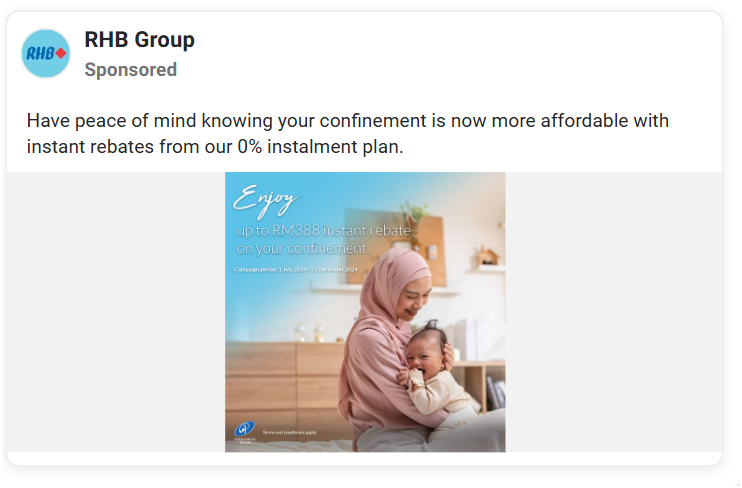 RHB
RHB Group
Sponsored
Have peace of mind knowing your confinement is now more affordable with
instant rebates from our 0% instalment plan.
Enjoy
up to RM388 instant rebate
on your confinement.
Campaign period: 1 July 2024 - 31 December 2024
Terms and conditions apply